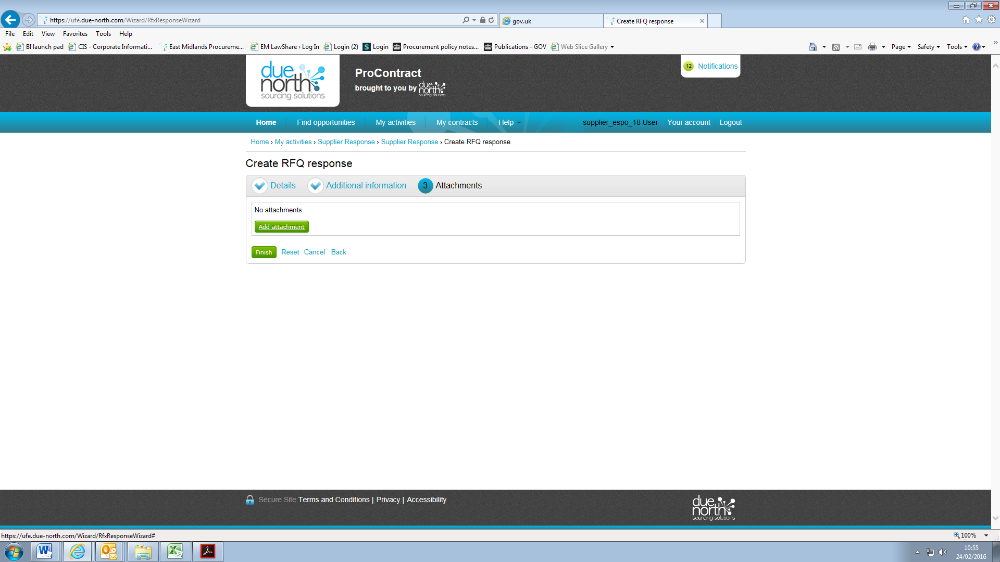 https://ufe.due-north.com/Wizard/RfxResponseWizard
gov.uk
Create RFQ response
File Edit View Favorites Tools Help
BI launch pad CIS - Corporate Informati... East Midlands Procureme... EM LawShare › Log In Login (2) S Login Procurement policy notes... Publications - GOV Web Slice Gallery Page Safety Tools
due north sourcing solutions
ProContract
brought to you by due north sourcing solutions
12 Notifications
Home Find opportunities My activities My contracts Help supplier_espo_18 User Your account Logout
Home › My activities › Supplier Response › Supplier Response › Create RFQ response
Create RFQ response
Details Additional information 3 Attachments
No attachments
Add attachment
Finish Reset Cancel Back
Secure Site Terms and Conditions | Privacy | Accessibility
due north sourcing solutions
https://ufe.due-north.com/Wizard/RfxResponseWizard#
100%
10:55
24/02/2016